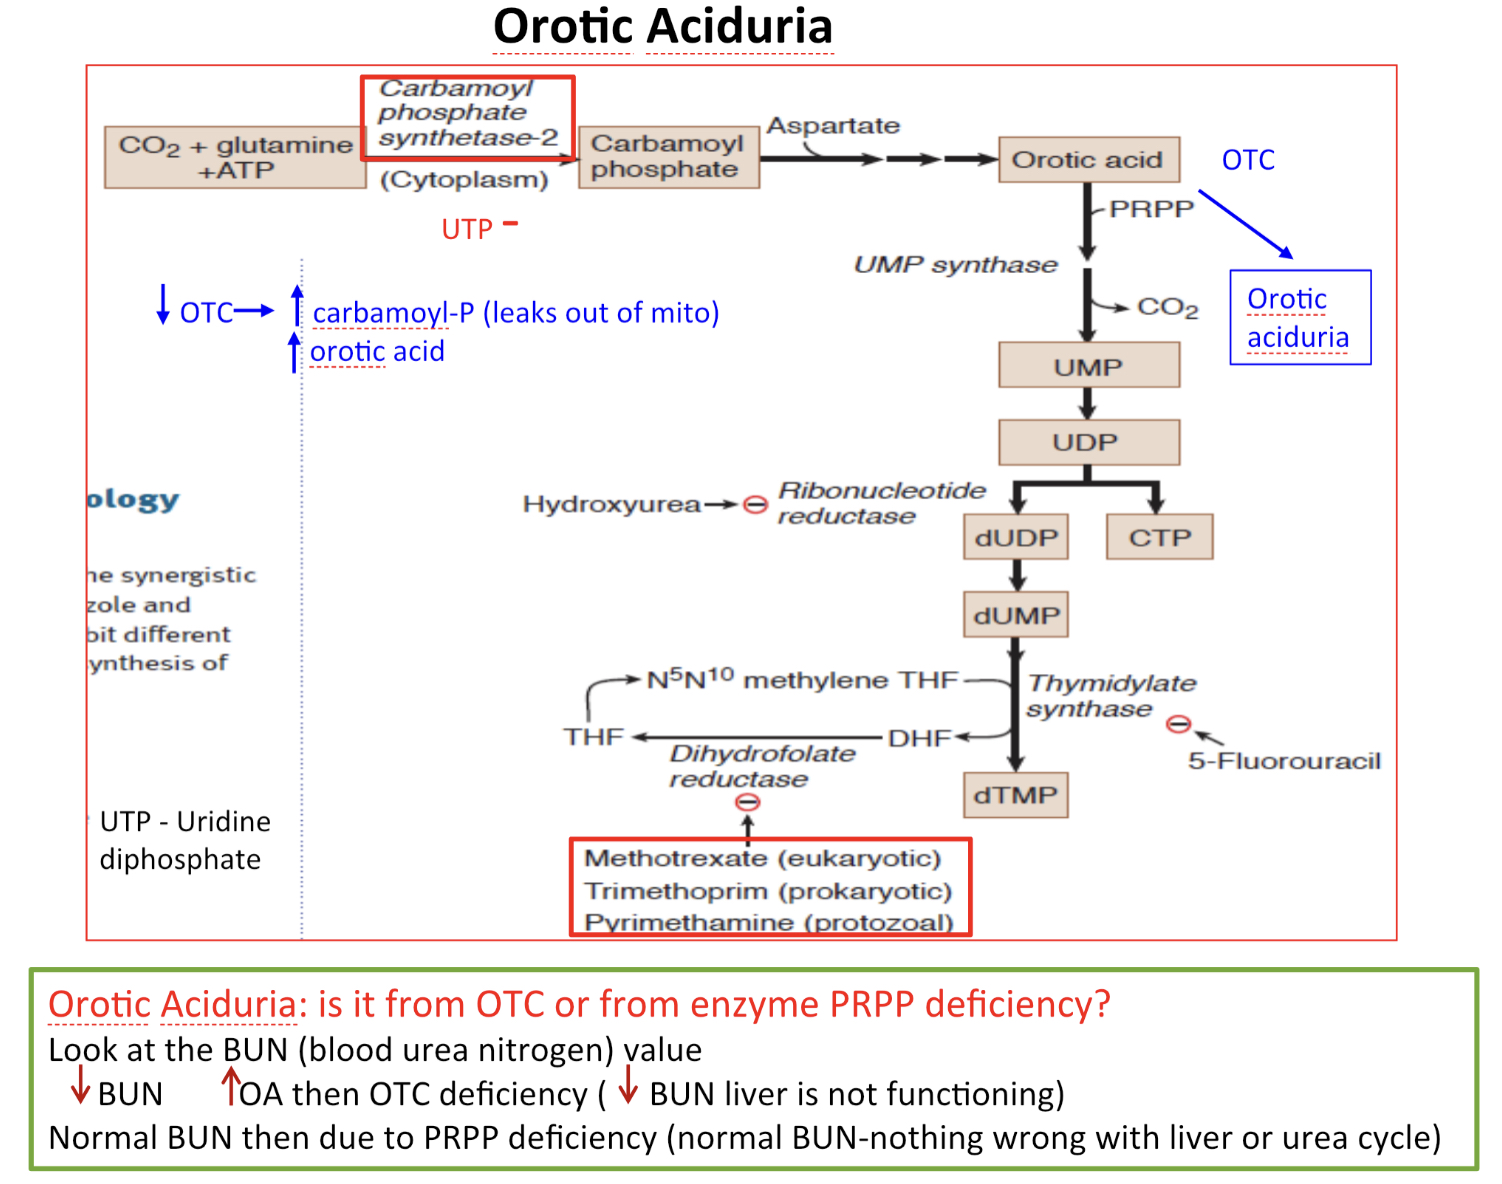 Orotic Aciduria
Carbamoyl
phosphate
synthetase-2
CO₂ + glutamine
+ATP
(Cytoplasm)
Carbamoyl
phosphate
Aspartate
Orotic acid
OTC
PRPP
UTP -
UMP synthase
CO₂
Orotic
aciduria
↓ OTC→ ↑ carbamoyl-P (leaks out of mito)
↑ orotic acid
UMP
UDP
ology
Hydroxyurea→⊖
Ribonucleotide
reductase
dUDP
CTP
ne synergistic
zole and
bit different
ynthesis of
dUMP
N⁵N¹⁰ methylene THF
Thymidylate
synthase
THF
DHF
Dihydrofolate
reductase
5-Fluorouracil
dTMP
UTP - Uridine
diphosphate
Methotrexate (eukaryotic)
Trimethoprim (prokaryotic)
Pyrimethamine (protozoal)
Orotic Aciduria: is it from OTC or from enzyme PRPP deficiency?
Look at the BUN (blood urea nitrogen) value
↓ BUN ↑OA then OTC deficiency ( ↓ BUN liver is not functioning)
Normal BUN then due to PRPP deficiency (normal BUN-nothing wrong with liver or urea cycle)